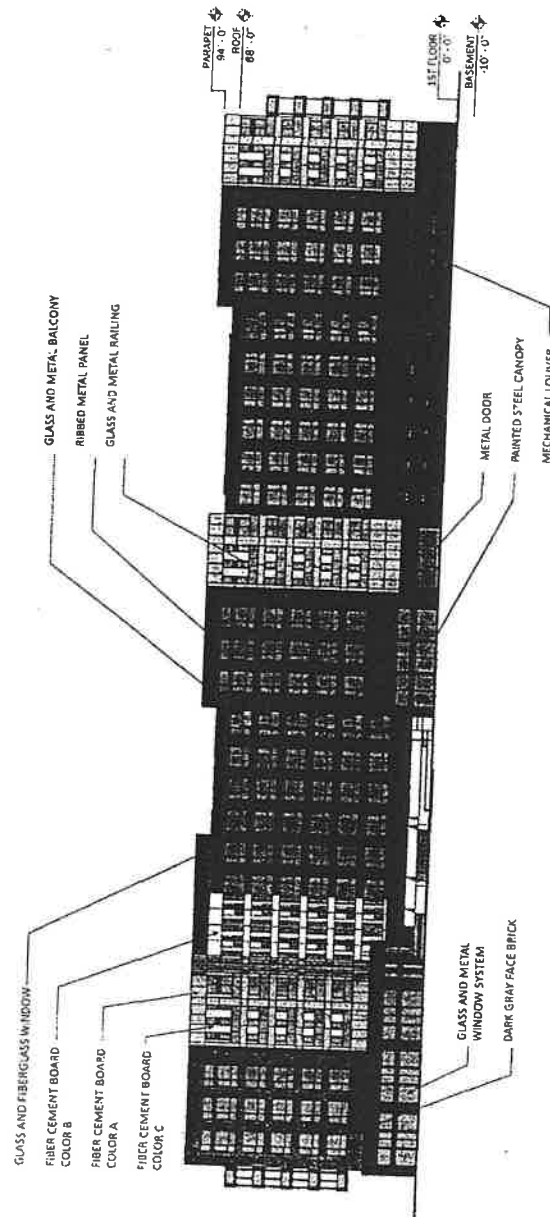 PARAPET
94'-0"
ROOF
88'-0"
1ST FLOOR
0'-0"
BASEMENT
-10'-0"
GLASS AND METAL BALCONY
RIBBED METAL PANEL
GLASS AND METAL RAILING
GLASS AND FIBERGLASS WINDOW
FIBER CEMENT BOARD
COLOR B
FIBER CEMENT BOARD
COLOR A
FIBER CEMENT BOARD
COLOR C
METAL DOOR
PAINTED STEEL CANOPY
MECHANICAL LOUVER
GLASS AND METAL
WINDOW SYSTEM
DARK GRAY FACE BRICK